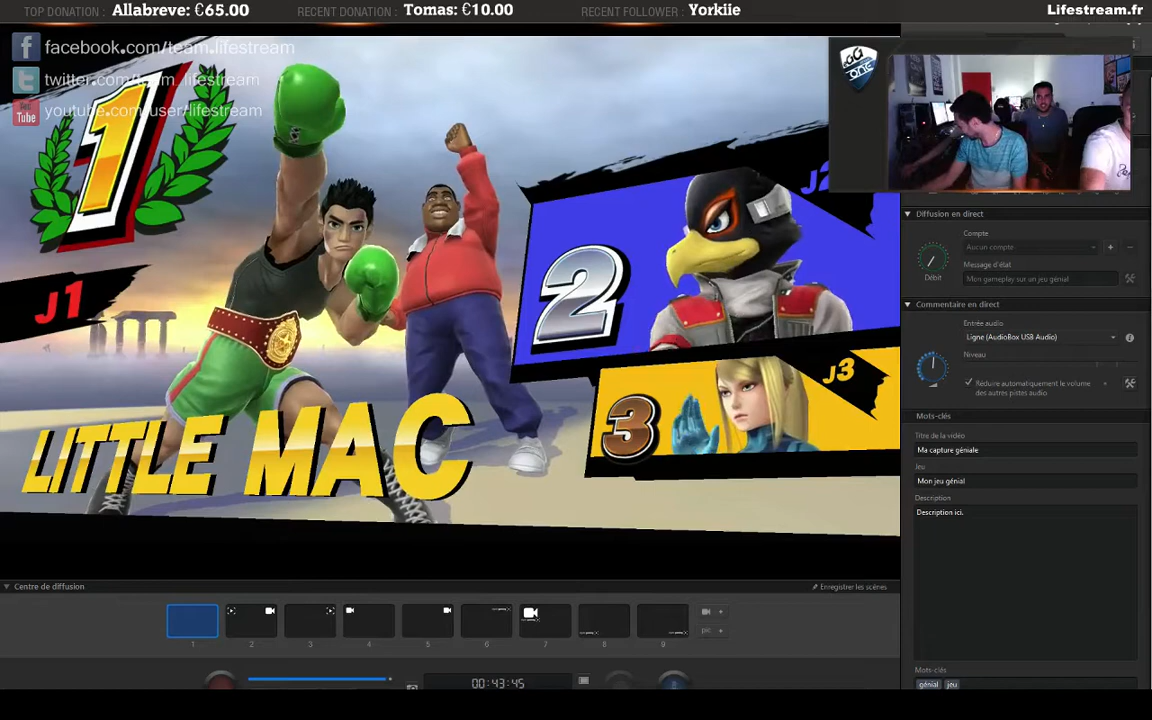 TOP DONATION : Allabreve: €65.00 RECENT DONATION : Tomas: €10.00 RECENT FOLLOWER : Yorkiie Lifestream.fr
facebook.com/team.lifestream
twitter.com/team_lifestream
You Tube youtube.com/user/lifestream
1
J1
LITTLE MAC
2
J2
3
J3
GG ONE
Diffusion en direct
Compte
Aucun compte
Débit
Message d'état
Mon gameplay sur un jeu génial
Commentaire en direct
Entrée audio
Ligne (AudioBox USB Audio)
Niveau
Réduire automatiquement le volume
des autres pistes audio
Mots-clés
Titre de la vidéo
Ma capture géniale
Jeu
Mon jeu génial
Description
Description ici.
Mots-clés
génial jeu
Centre de diffusion
Enregistrer les scènes
1 2 3 4 5 6 7 8 9
00:43:45